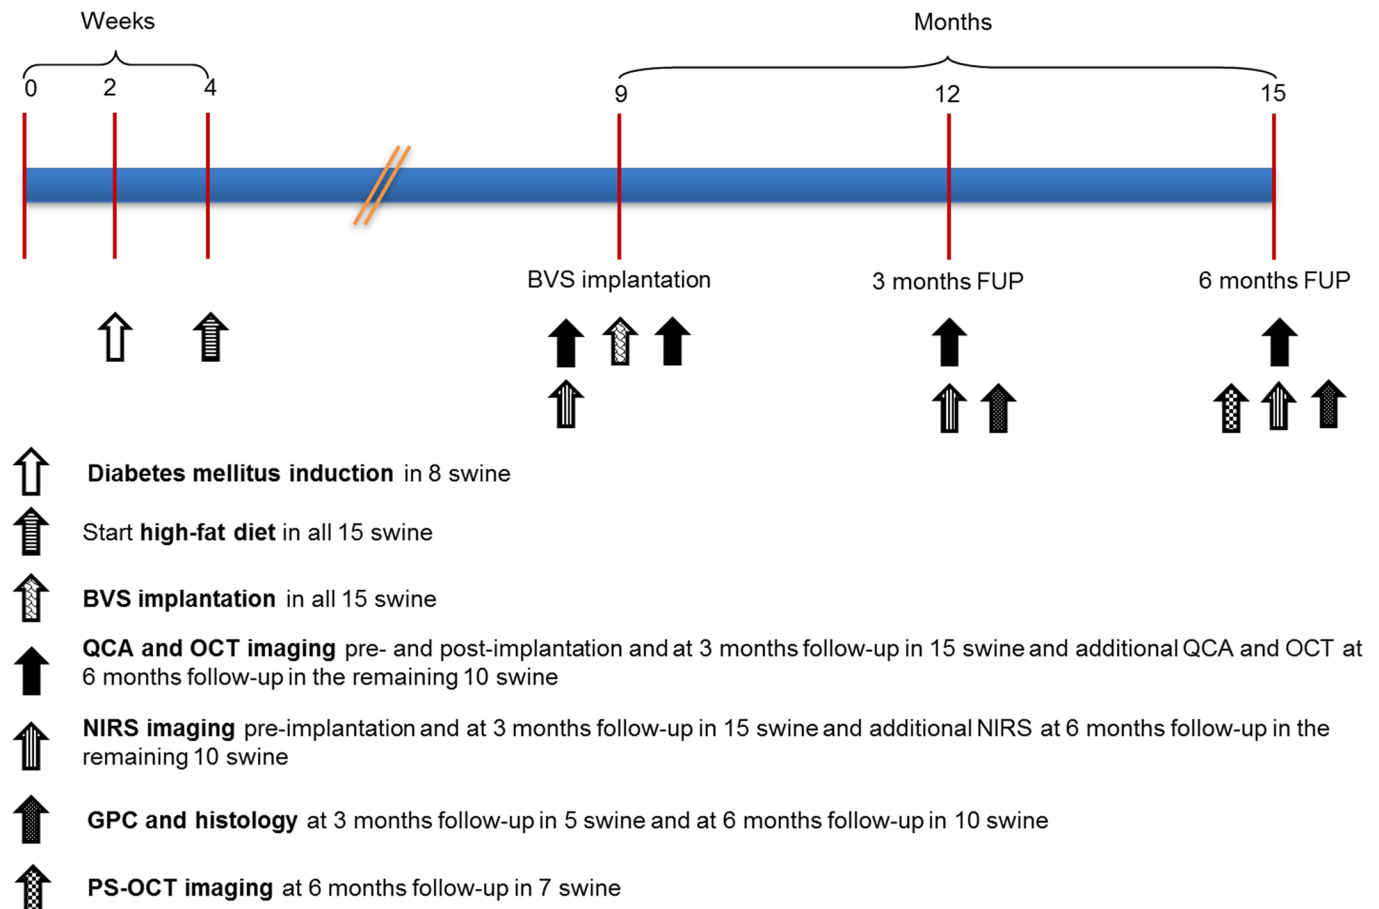 Weeks
Months
0
2
4
9
12
15
BVS implantation
3 months FUP
6 months FUP
Diabetes mellitus induction in 8 swine
Start high-fat diet in all 15 swine
BVS implantation in all 15 swine
QCA and OCT imaging pre- and post-implantation and at 3 months follow-up in 15 swine and additional QCA and OCT at
6 months follow-up in the remaining 10 swine
NIRS imaging pre-implantation and at 3 months follow-up in 15 swine and additional NIRS at 6 months follow-up in the
remaining 10 swine
GPC and histology at 3 months follow-up in 5 swine and at 6 months follow-up in 10 swine
PS-OCT imaging at 6 months follow-up in 7 swine